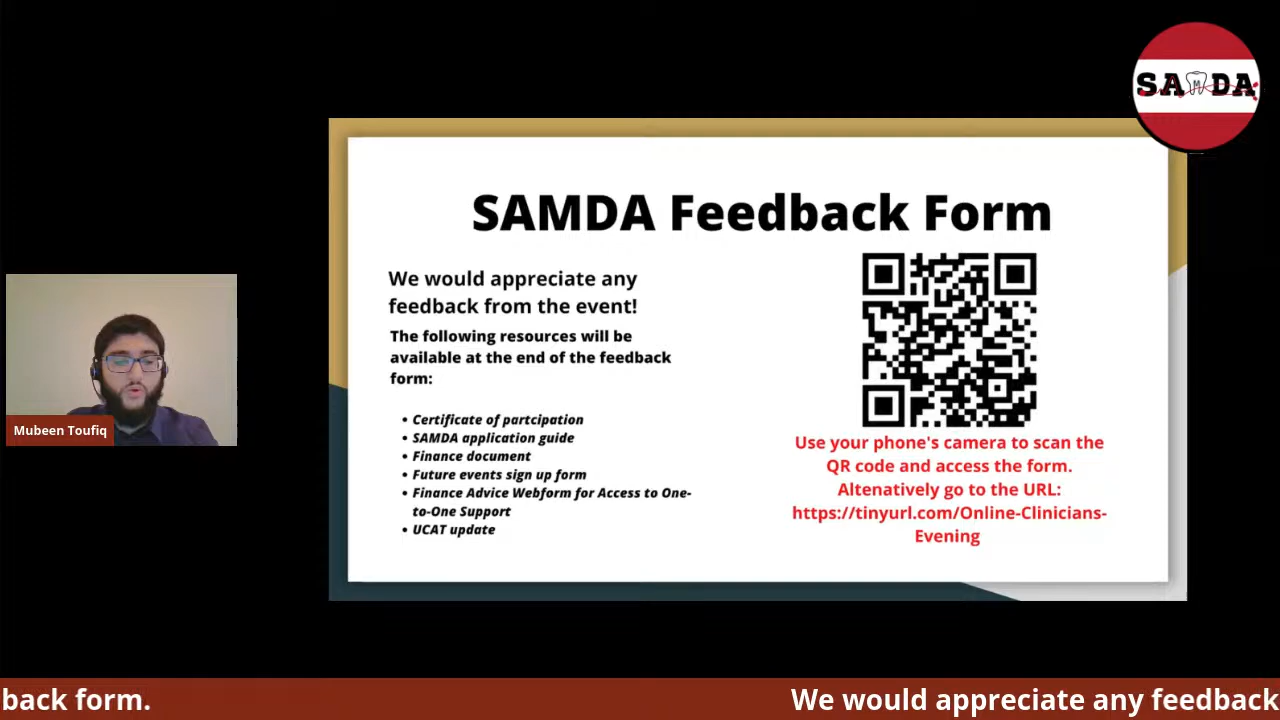 SAMDA
SAMDA Feedback Form
We would appreciate any
feedback from the event!
The following resources will be
available at the end of the feedback
form:
• Certificate of partcipation
• SAMDA application guide
• Finance document
• Future events sign up form
• Finance Advice Webform for Access to One-
to-One Support
• UCAT update
Use your phone's camera to scan the
QR code and access the form.
Altenatively go to the URL:
https://tinyurl.com/Online-Clinicians-
Evening
Mubeen Toufiq
back form. We would appreciate any feedback